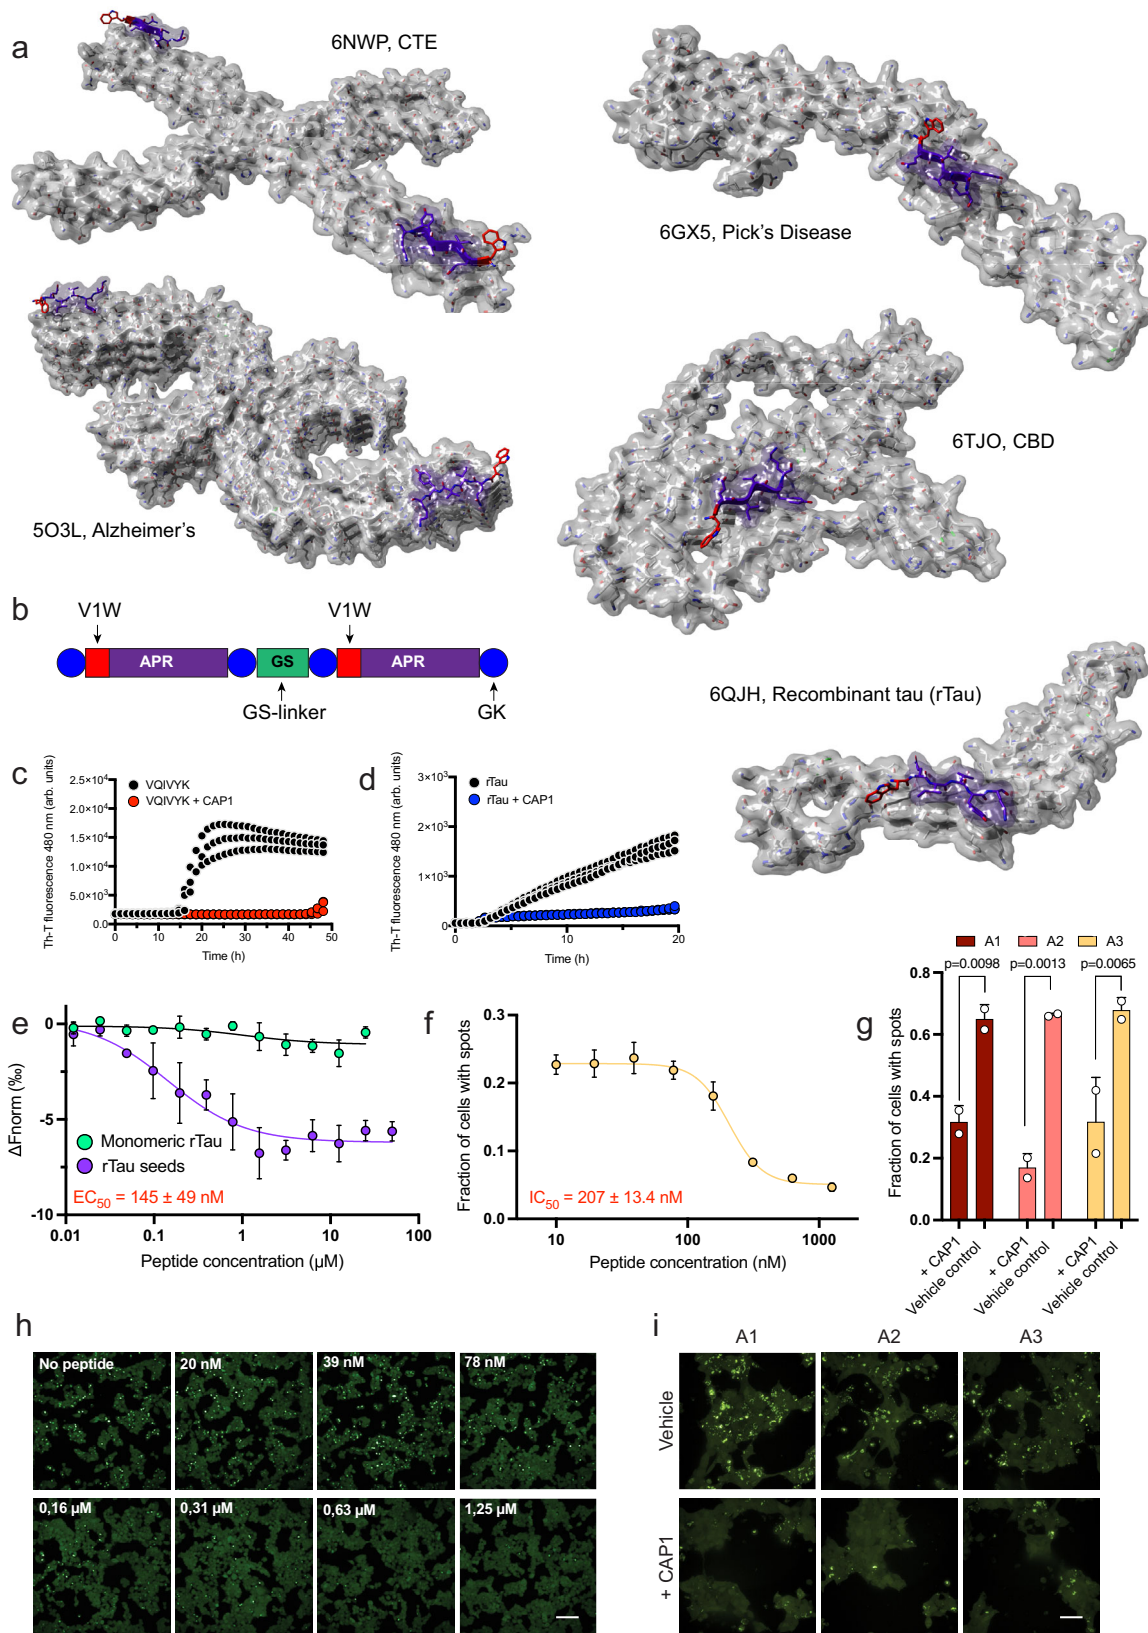 a
6NWP, CTE
6GX5, Pick's Disease
5O3L, Alzheimer's
6TJO, CBD
6QJH, Recombinant tau (rTau)
b
V1W V1W
APR GS APR
GS-linker GK
c
Th-T fluorescence 480 nm (arb. units)
2.5×10⁴
2.0×10⁴
1.5×10⁴
1.0×10⁴
5.0×10³
0.0
VQIVYK
VQIVYK + CAP1
0 10 20 30 40 50
Time (h)
d
Th-T fluorescence 480 nm (arb. units)
3×10³
2×10³
1×10³
0
rTau
rTau + CAP1
0 10 20
Time (h)
e
ΔFnorm (‰)
0
-5
-10
Monomeric rTau
rTau seeds
EC₅₀ = 145 ± 49 nM
0.01 0.1 1 10 100
Peptide concentration (µM)
f
Fraction of cells with spots
0.3
0.2
0.1
0.0
IC₅₀ = 207 ± 13.4 nM
10 100 1000
Peptide concentration (nM)
g
A1 A2 A3
p=0.0098 p=0.0013 p=0.0065
Fraction of cells with spots
0.8
0.6
0.4
0.2
0.0
+ CAP1
Vehicle control
+ CAP1
Vehicle control
+ CAP1
Vehicle control
h
No peptide 20 nM 39 nM 78 nM
0,16 µM 0,31 µM 0,63 µM 1,25 µM
i
A1 A2 A3
Vehicle
+ CAP1